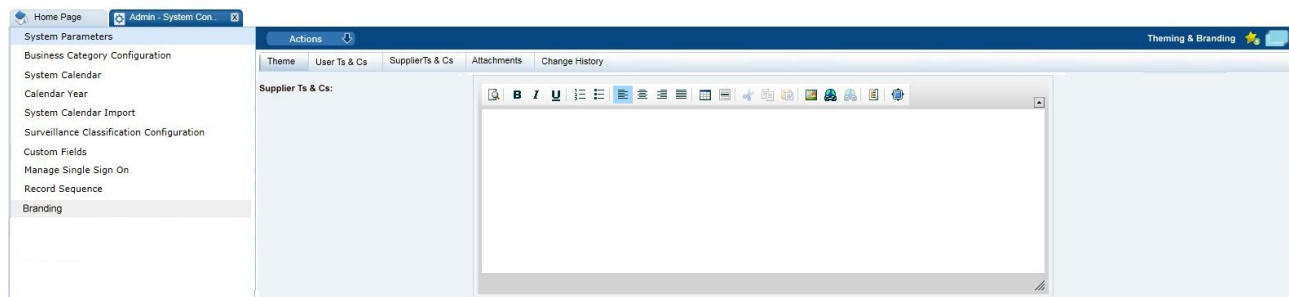 Home Page Admin - System Con.. X
System Parameters
Actions Theming & Branding
Business Category Configuration
Theme User Ts & Cs SupplierTs & Cs Attachments Change History
System Calendar
Supplier Ts & Cs:
B I U
Calendar Year
System Calendar Import
Surveillance Classification Configuration
Custom Fields
Manage Single Sign On
Record Sequence
Branding